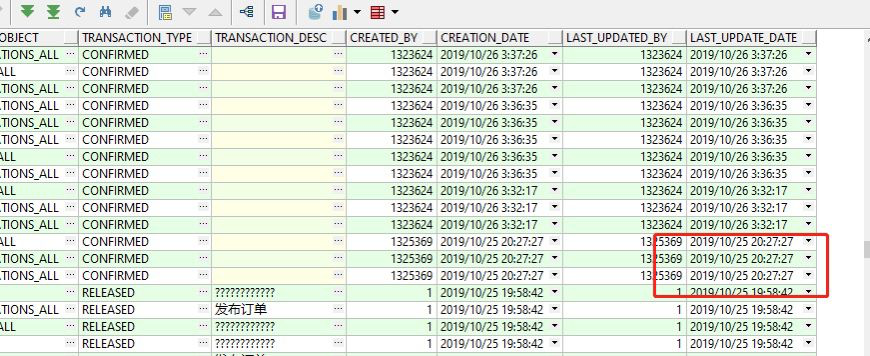 OBJECT TRANSACTION_TYPE TRANSACTION_DESC CREATED_BY CREATION_DATE LAST_UPDATED_BY LAST_UPDATE_DATE
ATIONS_ALL ... CONFIRMED ... ... 1323624 2019/10/26 3:37:26 1323624 2019/10/26 3:37:26
ALL ... CONFIRMED ... ... 1323624 2019/10/26 3:37:26 1323624 2019/10/26 3:37:26
ATIONS_ALL ... CONFIRMED ... ... 1323624 2019/10/26 3:37:26 1323624 2019/10/26 3:37:26
ATIONS_ALL ... CONFIRMED ... ... 1323624 2019/10/26 3:36:35 1323624 2019/10/26 3:36:35
ATIONS_ALL ... CONFIRMED ... ... 1323624 2019/10/26 3:36:35 1323624 2019/10/26 3:36:35
ATIONS_ALL ... CONFIRMED ... ... 1323624 2019/10/26 3:36:35 1323624 2019/10/26 3:36:35
ALL ... CONFIRMED ... ... 1323624 2019/10/26 3:36:35 1323624 2019/10/26 3:36:35
ATIONS_ALL ... CONFIRMED ... ... 1323624 2019/10/26 3:36:35 1323624 2019/10/26 3:36:35
ATIONS_ALL ... CONFIRMED ... ... 1323624 2019/10/26 3:32:17 1323624 2019/10/26 3:32:17
ATIONS_ALL ... CONFIRMED ... ... 1323624 2019/10/26 3:32:17 1323624 2019/10/26 3:32:17
ATIONS_ALL ... CONFIRMED ... ... 1323624 2019/10/26 3:32:17 1323624 2019/10/26 3:32:17
ALL ... CONFIRMED ... ... 1325369 2019/10/25 20:27:27 1325369 2019/10/25 20:27:27
ATIONS_ALL ... CONFIRMED ... ... 1325369 2019/10/25 20:27:27 1325369 2019/10/25 20:27:27
ATIONS_ALL ... CONFIRMED ... ... 1325369 2019/10/25 20:27:27 1325369 2019/10/25 20:27:27
... RELEASED ... ???????????? ... 1 2019/10/25 19:58:42 1 2019/10/25 19:58:42
ATIONS_ALL ... RELEASED ... 发布订单 ... 1 2019/10/25 19:58:42 1 2019/10/25 19:58:42
ALL ... RELEASED ... ???????????? ... 1 2019/10/25 19:58:42 1 2019/10/25 19:58:42
... RELEASED ... ???????????? ... 1 2019/10/25 19:58:42 1 2019/10/25 19:58:42